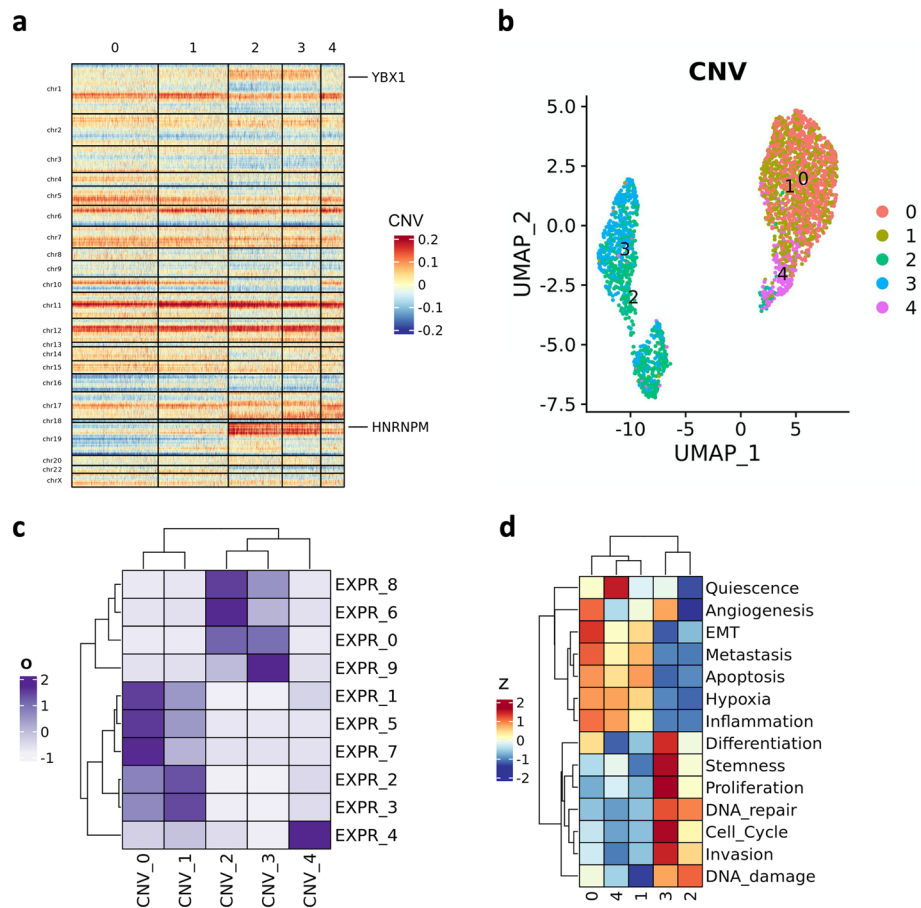 a
0 1 2 3 4
YBX1
chr1
chr2
chr3
chr4
chr5
chr6
chr7
chr8
chr9
chr10
chr11
chr12
chr13
chr14
chr15
chr16
chr17
chr18
chr19
chr20
chr22
chrX
HNRNPM
CNV
0.2
0.1
0
-0.1
-0.2
b
CNV
UMAP_2
5.0
2.5
0.0
-2.5
-5.0
-7.5
-10 -5 0 5
UMAP_1
1 0
3
4
2
0
1
2
3
4
c
o
2
1
0
-1
EXPR_8
EXPR_6
EXPR_0
EXPR_9
EXPR_1
EXPR_5
EXPR_7
EXPR_2
EXPR_3
EXPR_4
CNV_0 CNV_1 CNV_2 CNV_3 CNV_4
d
z
2
1
0
-1
-2
Quiescence
Angiogenesis
EMT
Metastasis
Apoptosis
Hypoxia
Inflammation
Differentiation
Stemness
Proliferation
DNA_repair
Cell_Cycle
Invasion
DNA_damage
0 4 1 3 2